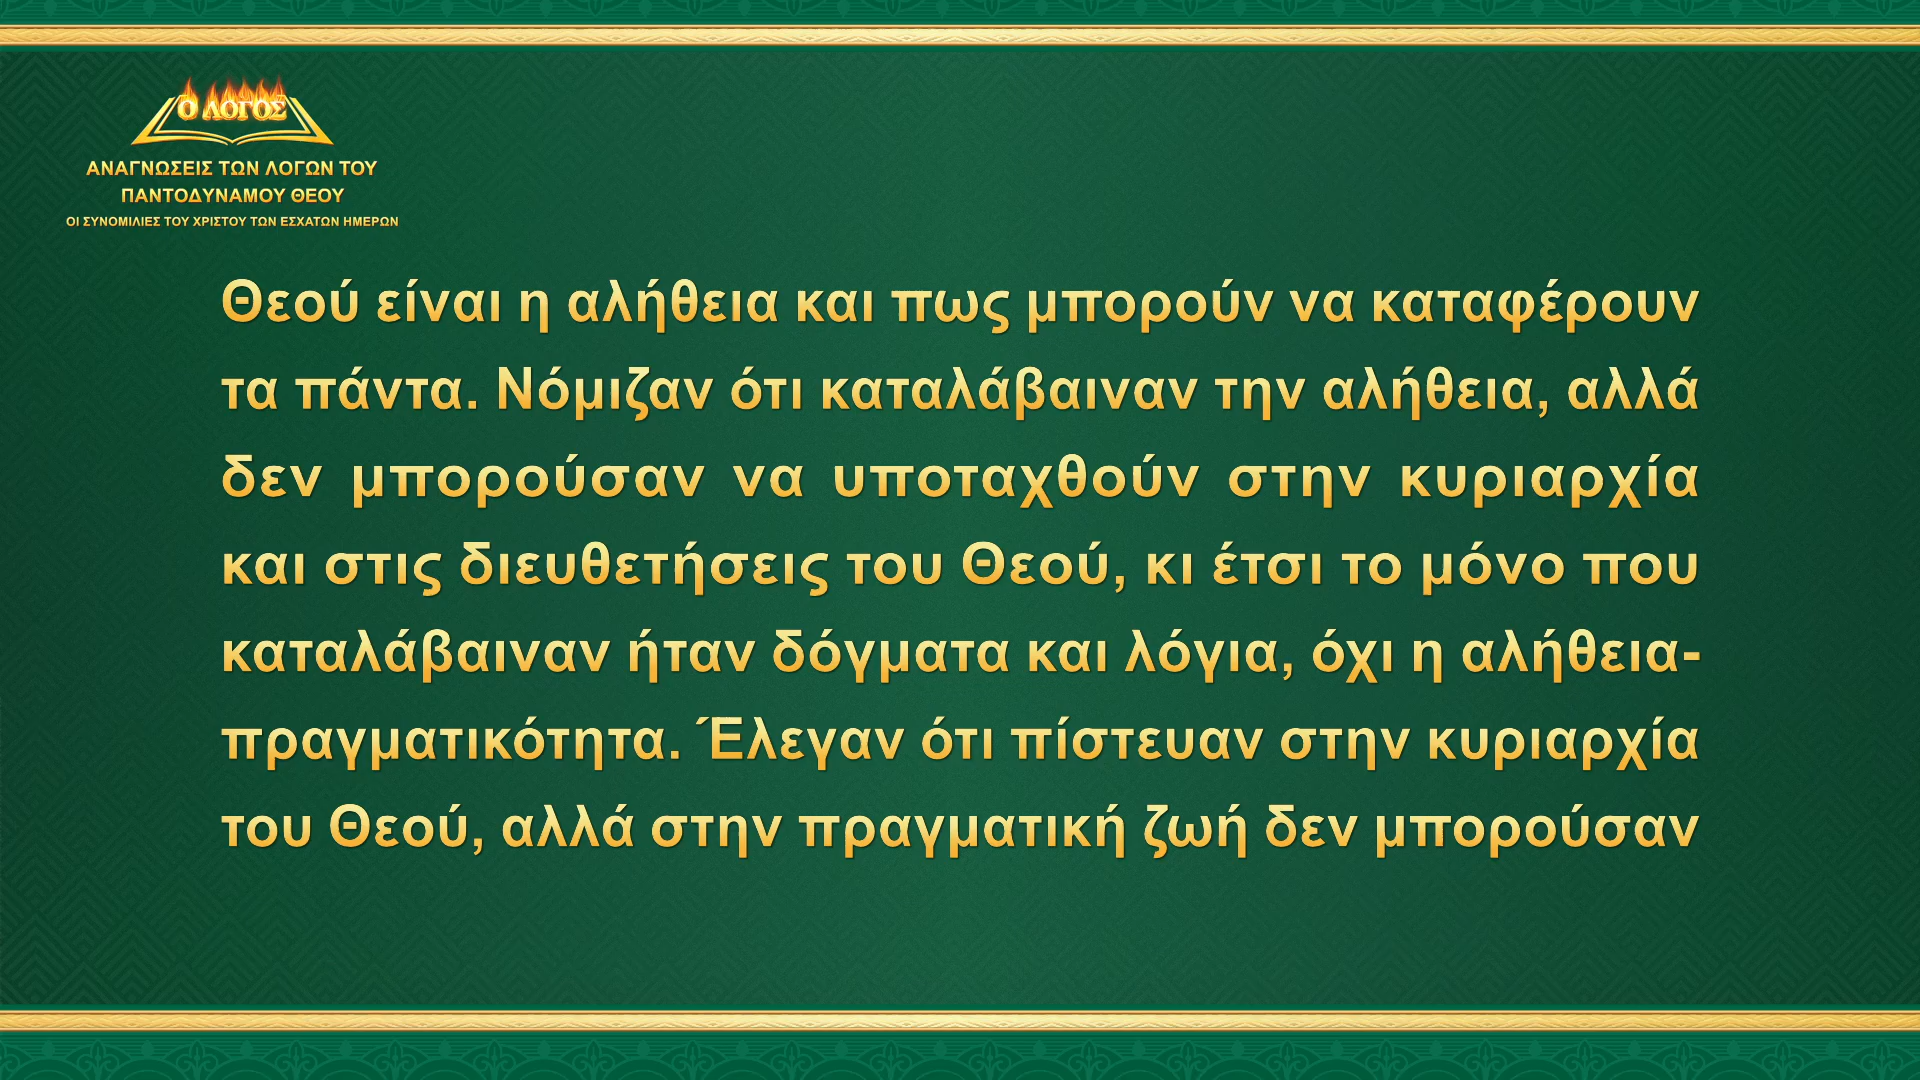 Ο ΛΟΓΟΣ
ΑΝΑΓΝΩΣΕΙΣ ΤΩΝ ΛΟΓΩΝ ΤΟΥ
ΠΑΝΤΟΔΥΝΑΜΟΥ ΘΕΟΥ
ΟΙ ΣΥΝΟΜΙΛΙΕΣ ΤΟΥ ΧΡΙΣΤΟΥ ΤΩΝ ΕΣΧΑΤΩΝ ΗΜΕΡΩΝ
Θεού είναι η αλήθεια και πως μπορούν να καταφέρουν
τα πάντα. Νόμιζαν ότι καταλάβαιναν την αλήθεια, αλλά
δεν μπορούσαν να υποταχθούν στην κυριαρχία
και στις διευθετήσεις του Θεού, κι έτσι το μόνο που
καταλάβαιναν ήταν δόγματα και λόγια, όχι η αλήθεια-
πραγματικότητα. Έλεγαν ότι πίστευαν στην κυριαρχία
του Θεού, αλλά στην πραγματική ζωή δεν μπορούσαν